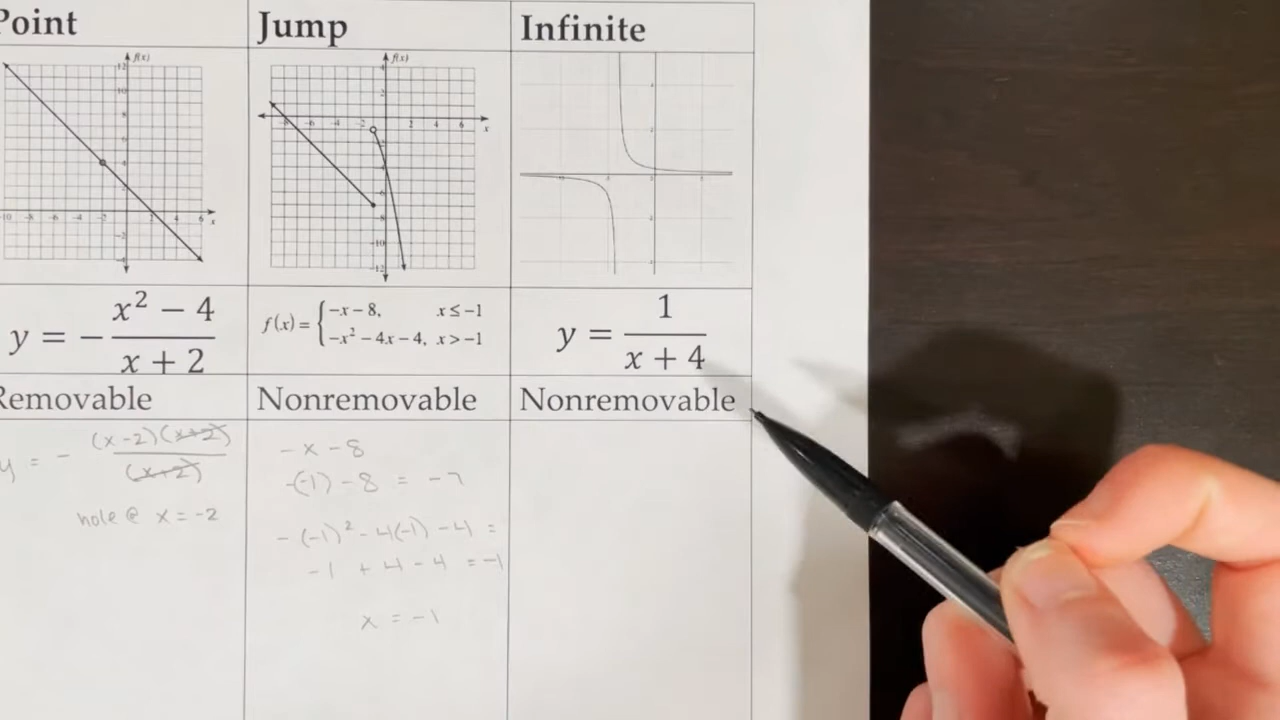 Point
Jump
Infinite
y = - x² − 4 / x + 2
f(x) = { −x − 8, x ≤ −1
−x² − 4x − 4, x > −1
y = 1 / x + 4
Removable
Nonremovable
Nonremovable
y = - (x-2)(x+2) / (x+2)
hole @ x = -2
-x-8
-(-1) - 8 = -7
-(-1)² - 4(-1) - 4 =
-1 + 4 - 4 = -1
x = -1